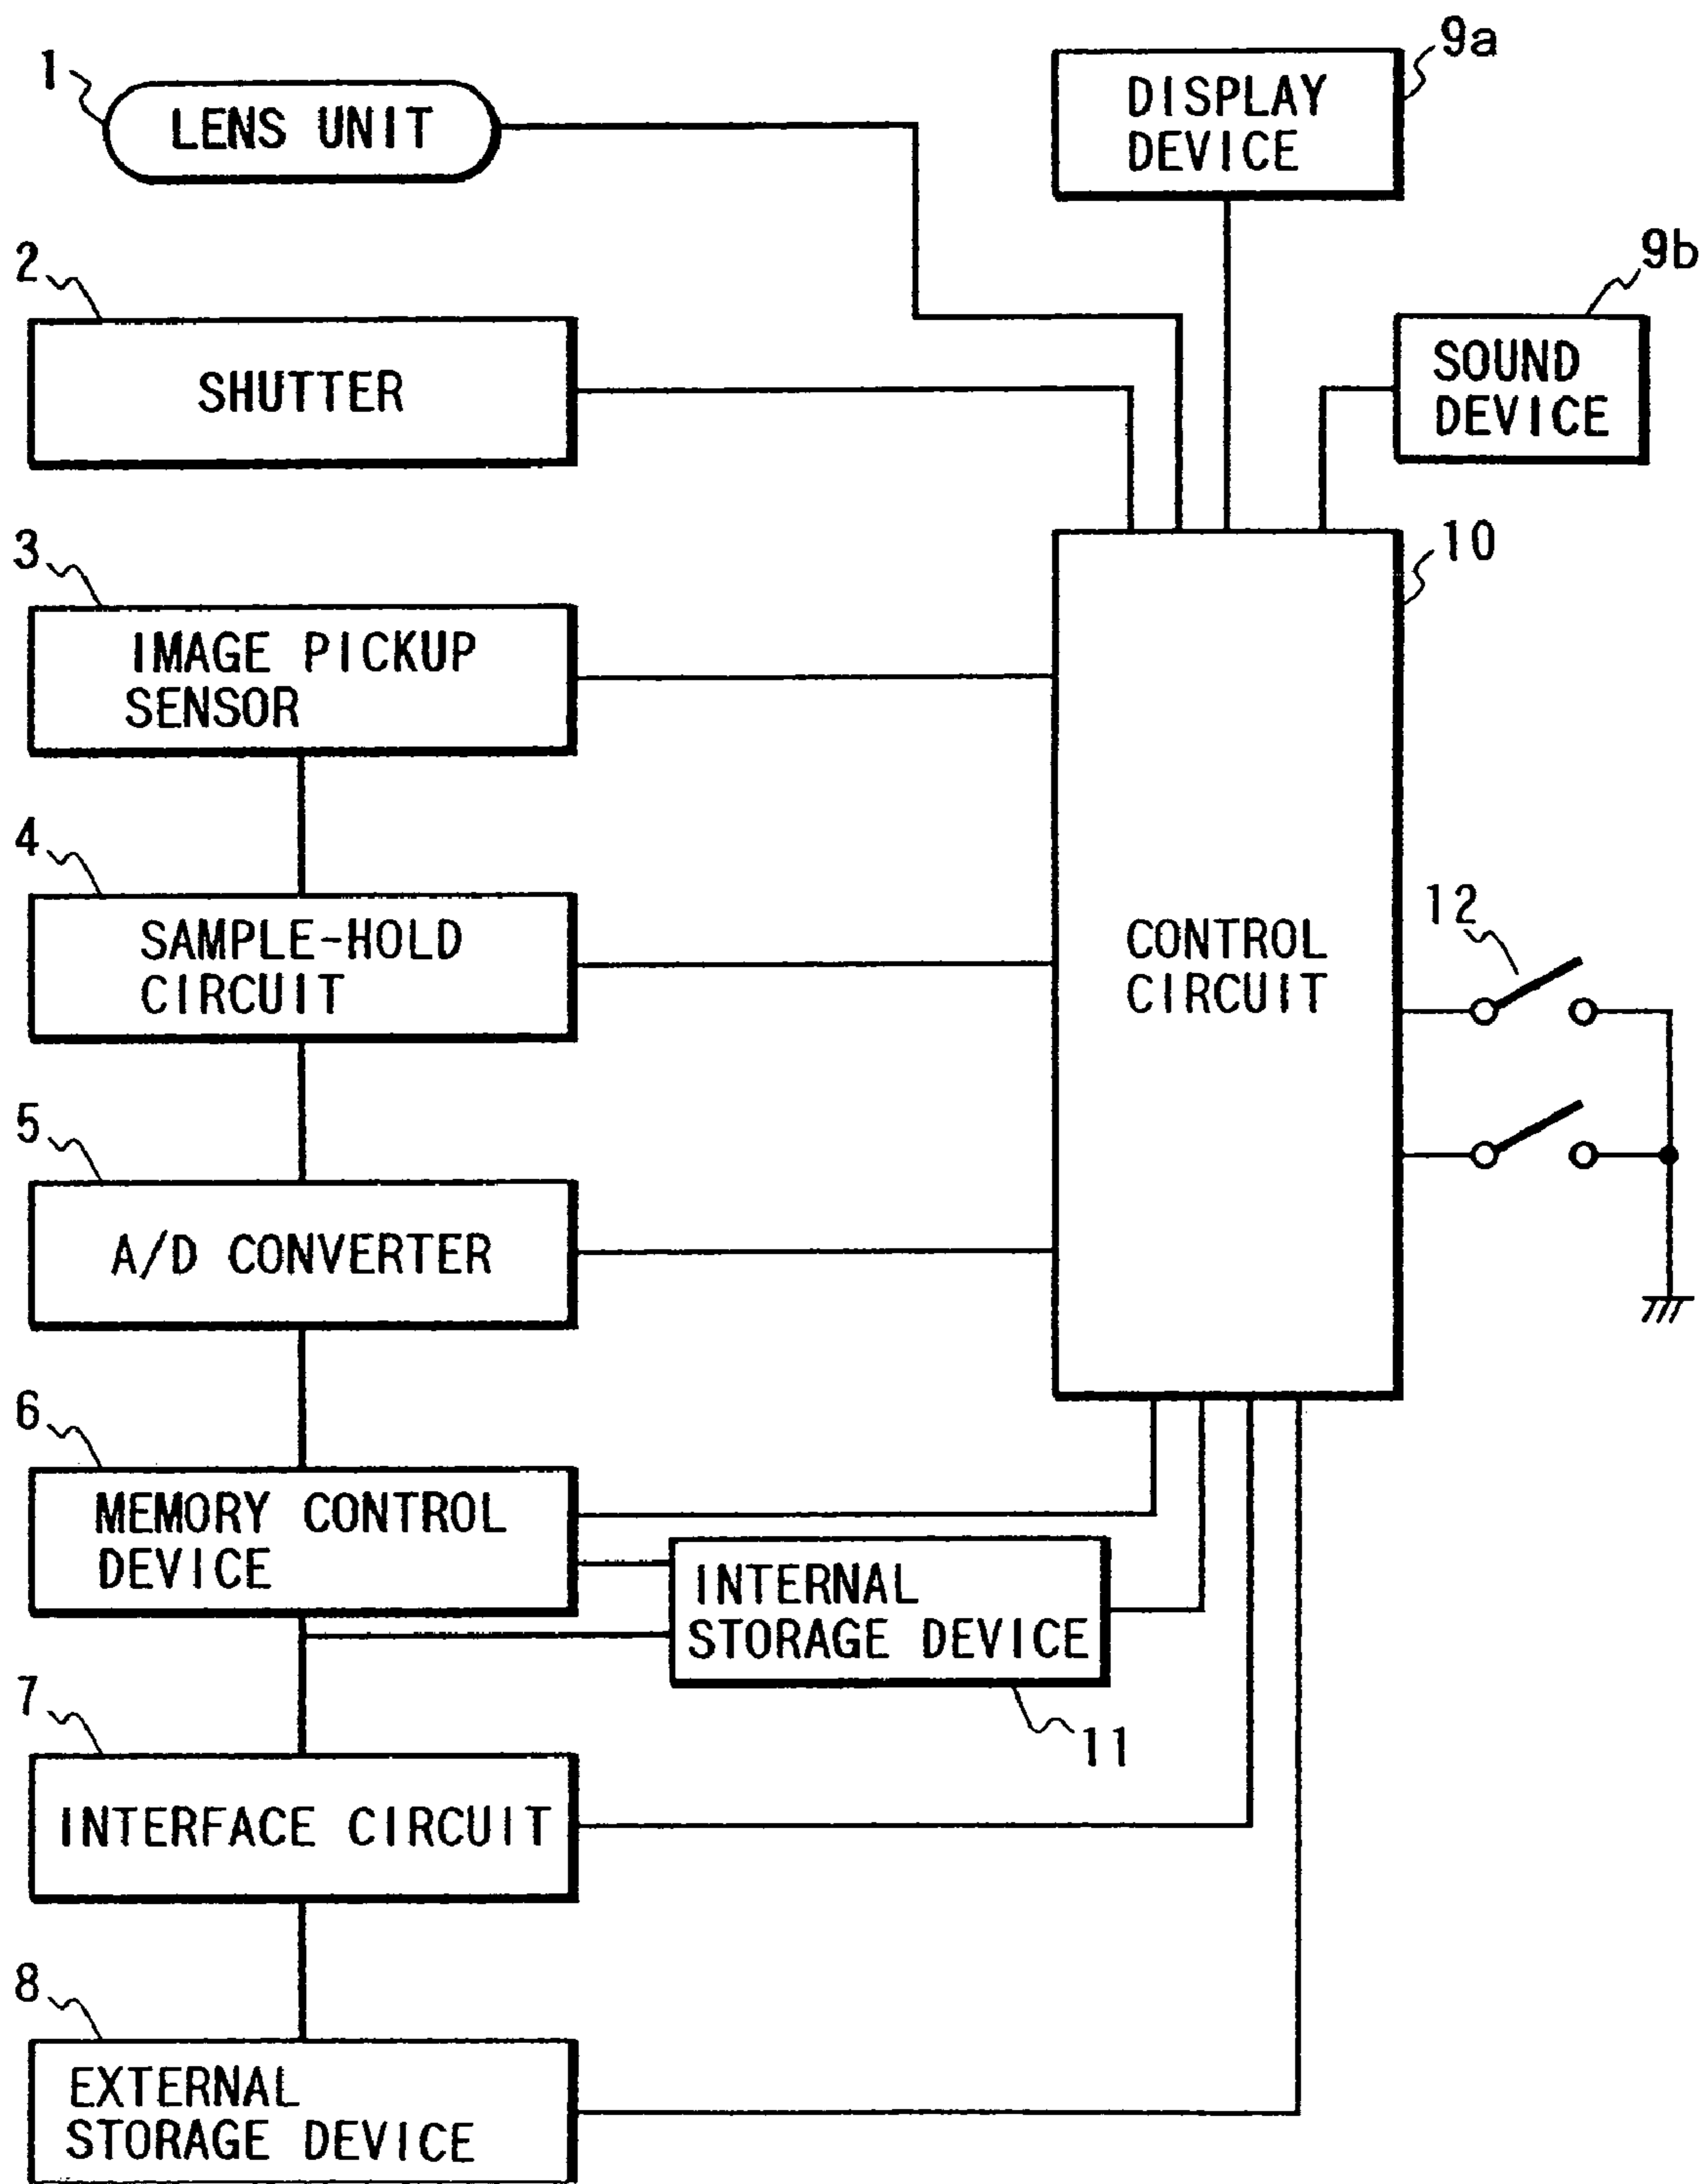 1
LENS UNIT
9a
DISPLAY
DEVICE
2
SHUTTER
9b
SOUND
DEVICE
3
IMAGE PICKUP
SENSOR
10
CONTROL
CIRCUIT
4
SAMPLE-HOLD
CIRCUIT
12
5
A/D CONVERTER
6
MEMORY CONTROL
DEVICE
INTERNAL
STORAGE DEVICE
11
7
INTERFACE CIRCUIT
8
EXTERNAL
STORAGE DEVICE